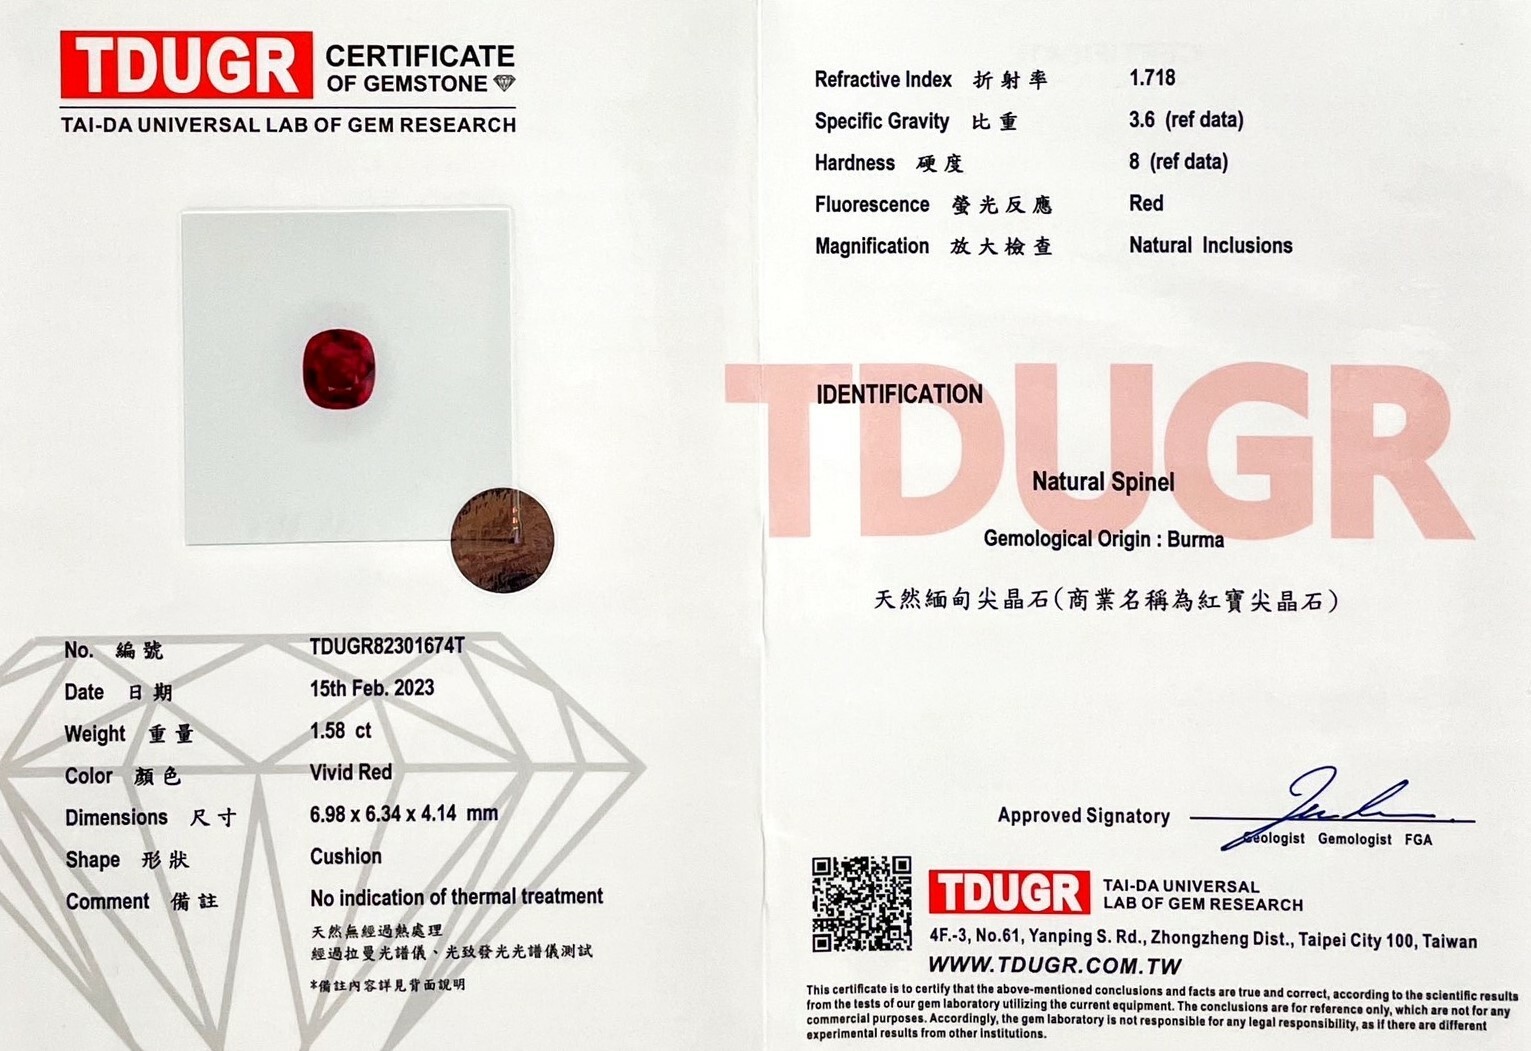 TDUGR CERTIFICATE
OF GEMSTONE
TAI-DA UNIVERSAL LAB OF GEM RESEARCH
No. 編號 TDUGR82301674T
Date 日期 15th Feb. 2023
Weight 重量 1.58 ct
Color 顏色 Vivid Red
Dimensions 尺寸 6.98 x 6.34 x 4.14 mm
Shape 形狀 Cushion
Comment 備註 No indication of thermal treatment
天然無經過熱處理
經過拉曼光譜儀、光致發光光譜儀測試
*備註內容詳見背面說明
Refractive Index 折射率 1.718
Specific Gravity 比重 3.6 (ref data)
Hardness 硬度 8 (ref data)
Fluorescence 螢光反應 Red
Magnification 放大檢查 Natural Inclusions
TDUGR
IDENTIFICATION
Natural Spinel
Gemological Origin : Burma
天然緬甸尖晶石(商業名稱為紅寶尖晶石)
Approved Signatory
Geologist Gemologist FGA
TDUGR TAI-DA UNIVERSAL
LAB OF GEM RESEARCH
4F.-3, No.61, Yanping S. Rd., Zhongzheng Dist., Taipei City 100, Taiwan
WWW.TDUGR.COM.TW
This certificate is to certify that the above-mentioned conclusions and facts are true and correct, according to the scientific results
from the tests of our gem laboratory utilizing the current equipment. The conclusions are for reference only, which are not for any
commercial purposes. Accordingly, the gem laboratory is not responsible for any legal responsibility, as if there are different
experimental results from other institutions.